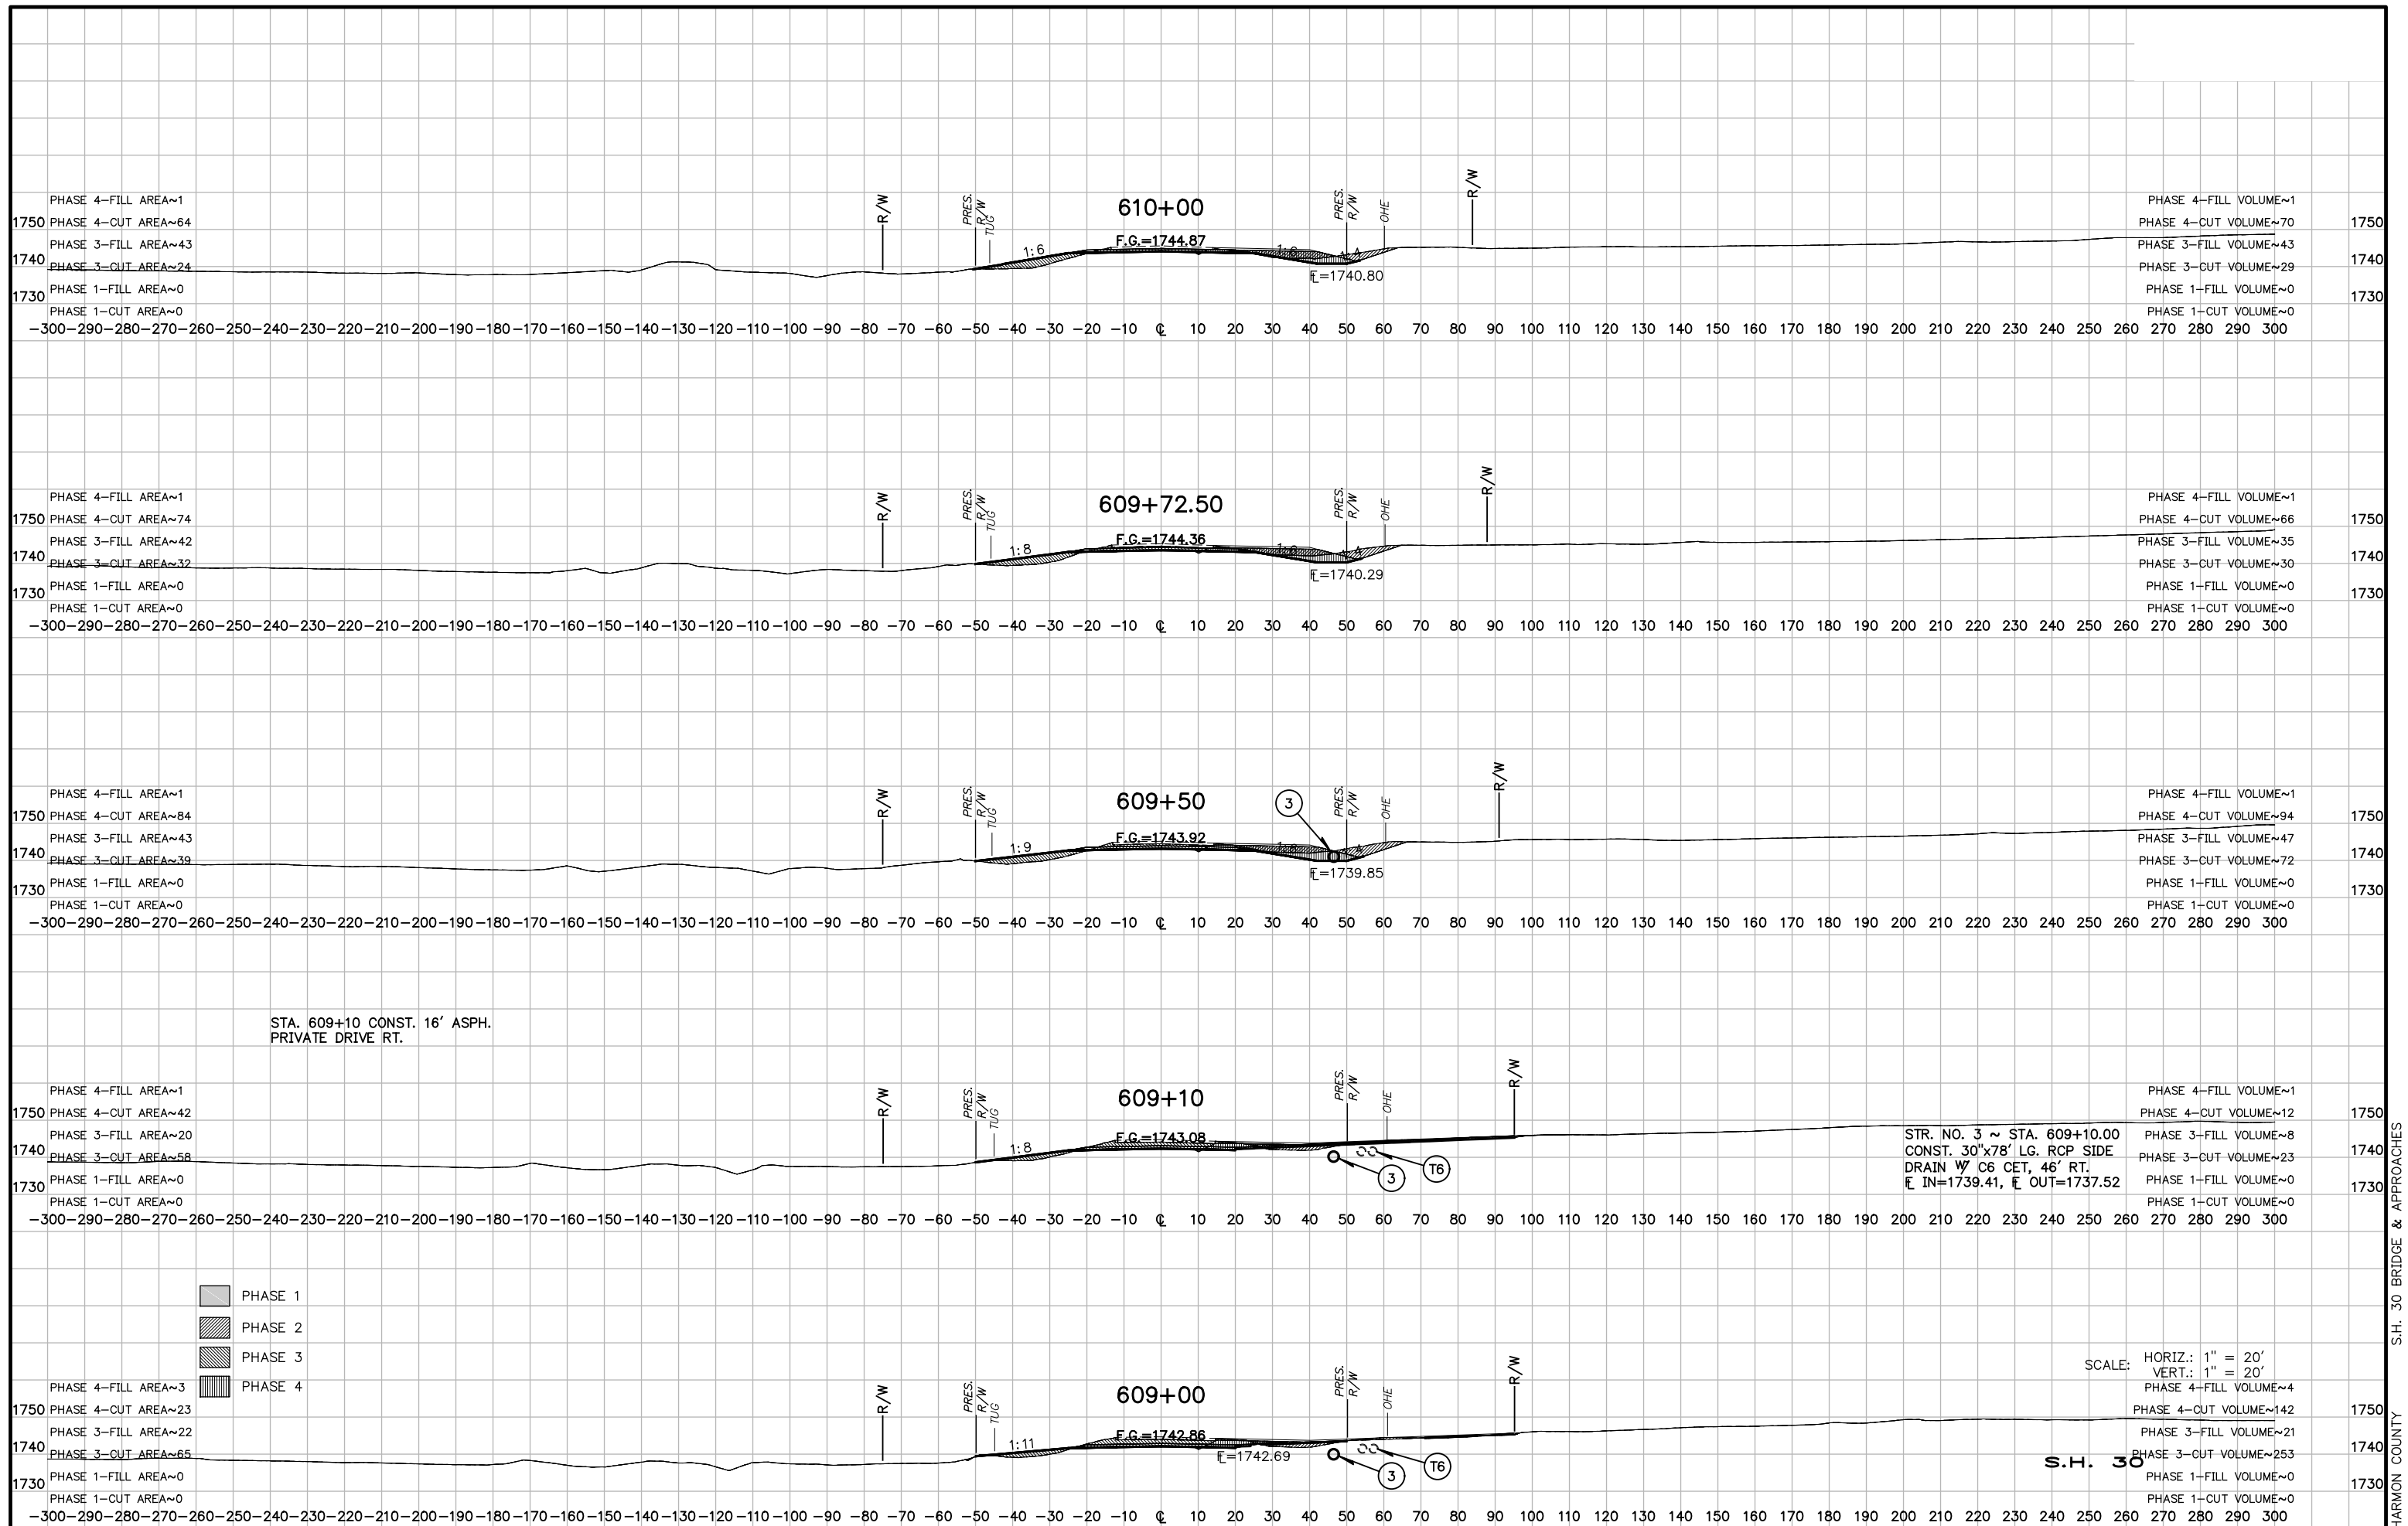 610+00
PHASE 4-FILL AREA~1
1750 PHASE 4-CUT AREA~64
PHASE 3-FILL AREA~43
1740 PHASE 3-CUT AREA~24
PHASE 1-FILL AREA~0
1730
PHASE 1-CUT AREA~0
R/W
PRES. R/W
TUG
1:6
F.G.=1744.87
1:6
PRES. R/W
OHE
R/W
℄=1740.80
PHASE 4-FILL VOLUME~1
PHASE 4-CUT VOLUME~70 1750
PHASE 3-FILL VOLUME~43
PHASE 3-CUT VOLUME~29 1740
PHASE 1-FILL VOLUME~0
1730
PHASE 1-CUT VOLUME~0
-300-290-280-270-260-250-240-230-220-210-200-190-180-170-160-150-140-130-120-110-100 -90 -80 -70 -60 -50 -40 -30 -20 -10 ℄ 10 20 30 40 50 60 70 80 90 100 110 120 130 140 150 160 170 180 190 200 210 220 230 240 250 260 270 280 290 300
609+72.50
PHASE 4-FILL AREA~1
1750 PHASE 4-CUT AREA~74
PHASE 3-FILL AREA~42
1740 PHASE 3-CUT AREA~32
PHASE 1-FILL AREA~0
1730
PHASE 1-CUT AREA~0
R/W
PRES. R/W
TUG
1:8
F.G.=1744.36
PRES. R/W
OHE
R/W
℄=1740.29
PHASE 4-FILL VOLUME~1
PHASE 4-CUT VOLUME~66 1750
PHASE 3-FILL VOLUME~35
PHASE 3-CUT VOLUME~30 1740
PHASE 1-FILL VOLUME~0
1730
PHASE 1-CUT VOLUME~0
-300-290-280-270-260-250-240-230-220-210-200-190-180-170-160-150-140-130-120-110-100 -90 -80 -70 -60 -50 -40 -30 -20 -10 ℄ 10 20 30 40 50 60 70 80 90 100 110 120 130 140 150 160 170 180 190 200 210 220 230 240 250 260 270 280 290 300
609+50
PHASE 4-FILL AREA~1
1750 PHASE 4-CUT AREA~84
PHASE 3-FILL AREA~43
1740 PHASE 3-CUT AREA~39
PHASE 1-FILL AREA~0
1730
PHASE 1-CUT AREA~0
R/W
PRES. R/W
TUG
1:9
F.G.=1743.92
3
PRES. R/W
OHE
R/W
℄=1739.85
PHASE 4-FILL VOLUME~1
PHASE 4-CUT VOLUME~94 1750
PHASE 3-FILL VOLUME~47
PHASE 3-CUT VOLUME~72 1740
PHASE 1-FILL VOLUME~0
1730
PHASE 1-CUT VOLUME~0
-300-290-280-270-260-250-240-230-220-210-200-190-180-170-160-150-140-130-120-110-100 -90 -80 -70 -60 -50 -40 -30 -20 -10 ℄ 10 20 30 40 50 60 70 80 90 100 110 120 130 140 150 160 170 180 190 200 210 220 230 240 250 260 270 280 290 300
STA. 609+10 CONST. 16' ASPH.
PRIVATE DRIVE RT.
609+10
PHASE 4-FILL AREA~1
1750 PHASE 4-CUT AREA~42
PHASE 3-FILL AREA~20
1740 PHASE 3-CUT AREA~58
PHASE 1-FILL AREA~0
1730
PHASE 1-CUT AREA~0
R/W
PRES. R/W
TUG
1:8
F.G.=1743.08
PRES. R/W
OHE
R/W
3
T6
STR. NO. 3 ~ STA. 609+10.00
CONST. 30"x78' LG. RCP SIDE
DRAIN W/ C6 CET, 46' RT.
℄ IN=1739.41, ℄ OUT=1737.52
PHASE 4-FILL VOLUME~1
PHASE 4-CUT VOLUME~12 1750
PHASE 3-FILL VOLUME~8
PHASE 3-CUT VOLUME~23 1740
PHASE 1-FILL VOLUME~0
1730
PHASE 1-CUT VOLUME~0
-300-290-280-270-260-250-240-230-220-210-200-190-180-170-160-150-140-130-120-110-100 -90 -80 -70 -60 -50 -40 -30 -20 -10 ℄ 10 20 30 40 50 60 70 80 90 100 110 120 130 140 150 160 170 180 190 200 210 220 230 240 250 260 270 280 290 300
PHASE 1
PHASE 2
PHASE 3
PHASE 4
SCALE: HORIZ.: 1" = 20'
VERT.: 1" = 20'
609+00
PHASE 4-FILL AREA~3
1750 PHASE 4-CUT AREA~23
PHASE 3-FILL AREA~22
1740 PHASE 3-CUT AREA~65
PHASE 1-FILL AREA~0
1730
PHASE 1-CUT AREA~0
R/W
PRES. R/W
TUG
1:11
F.G.=1742.86
℄=1742.69
PRES. R/W
OHE
R/W
3
T6
PHASE 4-FILL VOLUME~4
PHASE 4-CUT VOLUME~142 1750
PHASE 3-FILL VOLUME~21
PHASE 3-CUT VOLUME~253 1740
S.H. 30
PHASE 1-FILL VOLUME~0
1730
PHASE 1-CUT VOLUME~0
-300-290-280-270-260-250-240-230-220-210-200-190-180-170-160-150-140-130-120-110-100 -90 -80 -70 -60 -50 -40 -30 -20 -10 ℄ 10 20 30 40 50 60 70 80 90 100 110 120 130 140 150 160 170 180 190 200 210 220 230 240 250 260 270 280 290 300
HARMON COUNTY S.H. 30 BRIDGE & APPROACHES